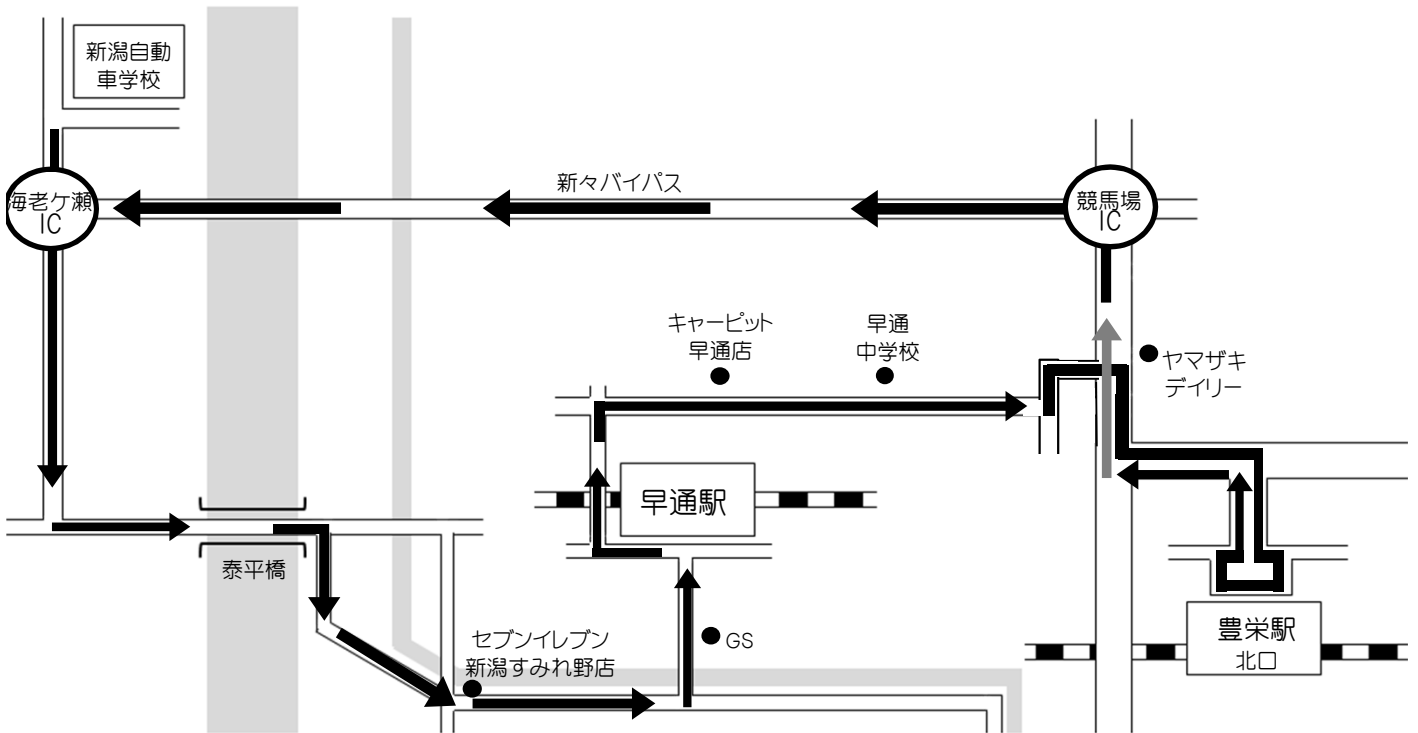 新潟自動
車学校
海老ケ瀬
IC
新々バイパス
競馬場
IC
キャーピット
早通店
早通
中学校
ヤマザキ
デイリー
早通駅
泰平橋
セブンイレブン
新潟すみれ野店
GS
豊栄駅
北口